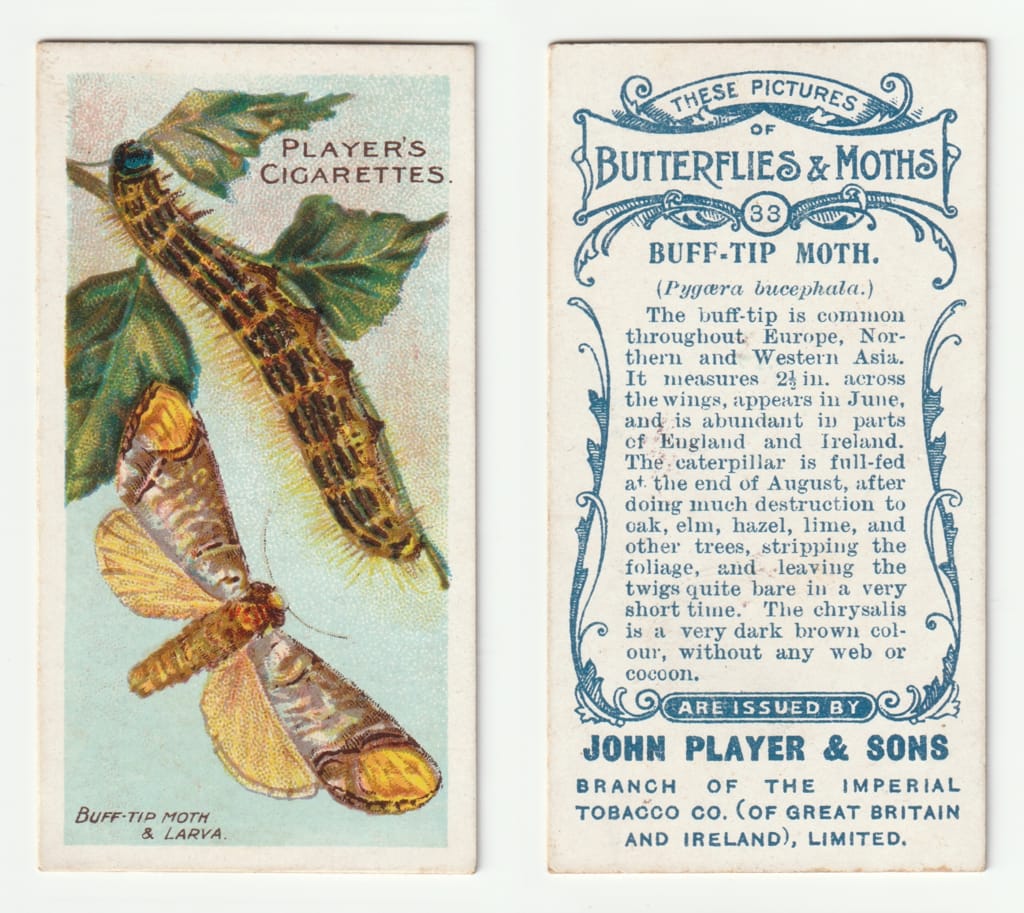 PLAYER'S
CIGARETTES.
BUFF-TIP MOTH
& LARVA.
THESE PICTURES
OF
BUTTERFLIES & MOTHS
33
BUFF-TIP MOTH.
(Pygæra bucephala.)
The buff-tip is common
throughout Europe, Nor-
thern and Western Asia.
It measures 2½ in. across
the wings, appears in June,
and is abundant in parts
of England and Ireland.
The caterpillar is full-fed
at the end of August, after
doing much destruction to
oak, elm, hazel, lime, and
other trees, stripping the
foliage, and leaving the
twigs quite bare in a very
short time. The chrysalis
is a very dark brown col-
our, without any web or
cocoon.
ARE ISSUED BY
JOHN PLAYER & SONS
BRANCH OF THE IMPERIAL
TOBACCO CO. (OF GREAT BRITAIN
AND IRELAND), LIMITED.